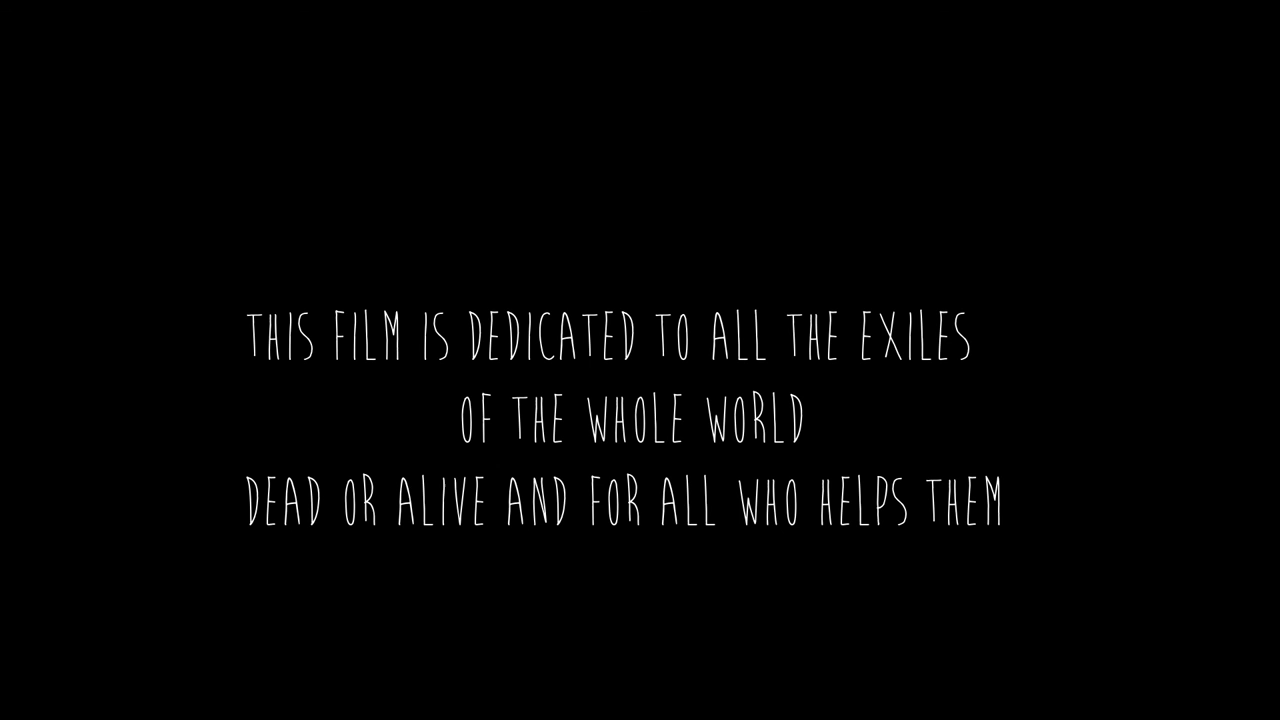 THIS FILM IS DEDICATED TO ALL THE EXILES
OF THE WHOLE WORLD
DEAD OR ALIVE AND FOR ALL WHO HELPS THEM